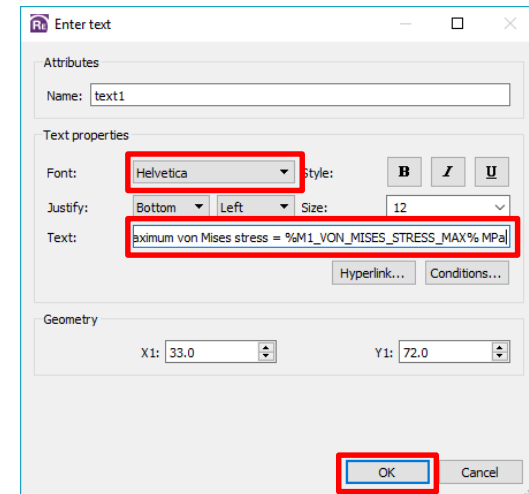 RE Enter text
Attributes
Name: text1
Text properties
Font: Helvetica Style: B I U
Justify: Bottom Left Size: 12
Text: aximum von Mises stress = %M1_VON_MISES_STRESS_MAX% MPa
Hyperlink... Conditions...
Geometry
X1: 33.0 Y1: 72.0
OK Cancel